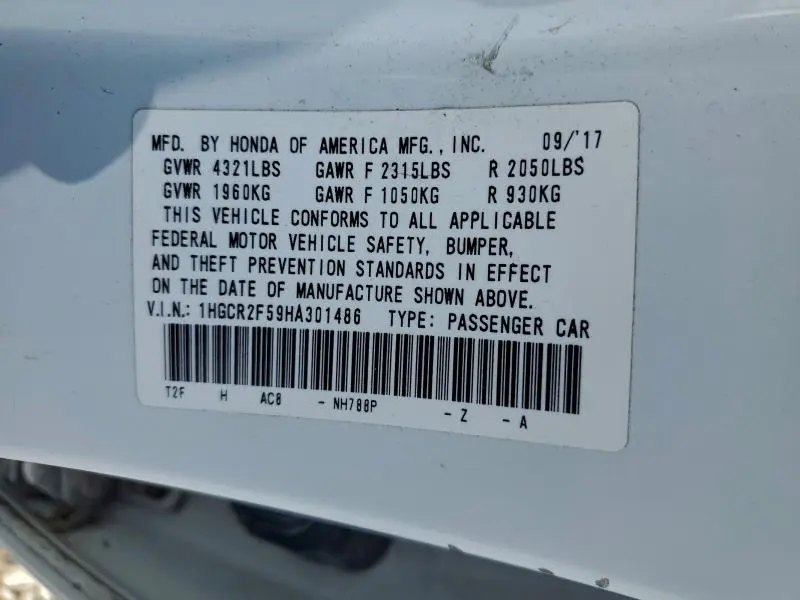 MFD. BY HONDA OF AMERICA MFG., INC. 09/'17
GVWR 4321LBS GAWR F 2315LBS R 2050LBS
GVWR 1960KG GAWR F 1050KG R 930KG
THIS VEHICLE CONFORMS TO ALL APPLICABLE
FEDERAL MOTOR VEHICLE SAFETY, BUMPER,
AND THEFT PREVENTION STANDARDS IN EFFECT
ON THE DATE OF MANUFACTURE SHOWN ABOVE.
V.I.N.: 1HGCR2F59HA301486 TYPE: PASSENGER CAR
T2F H AC8 - NH788P - Z - A